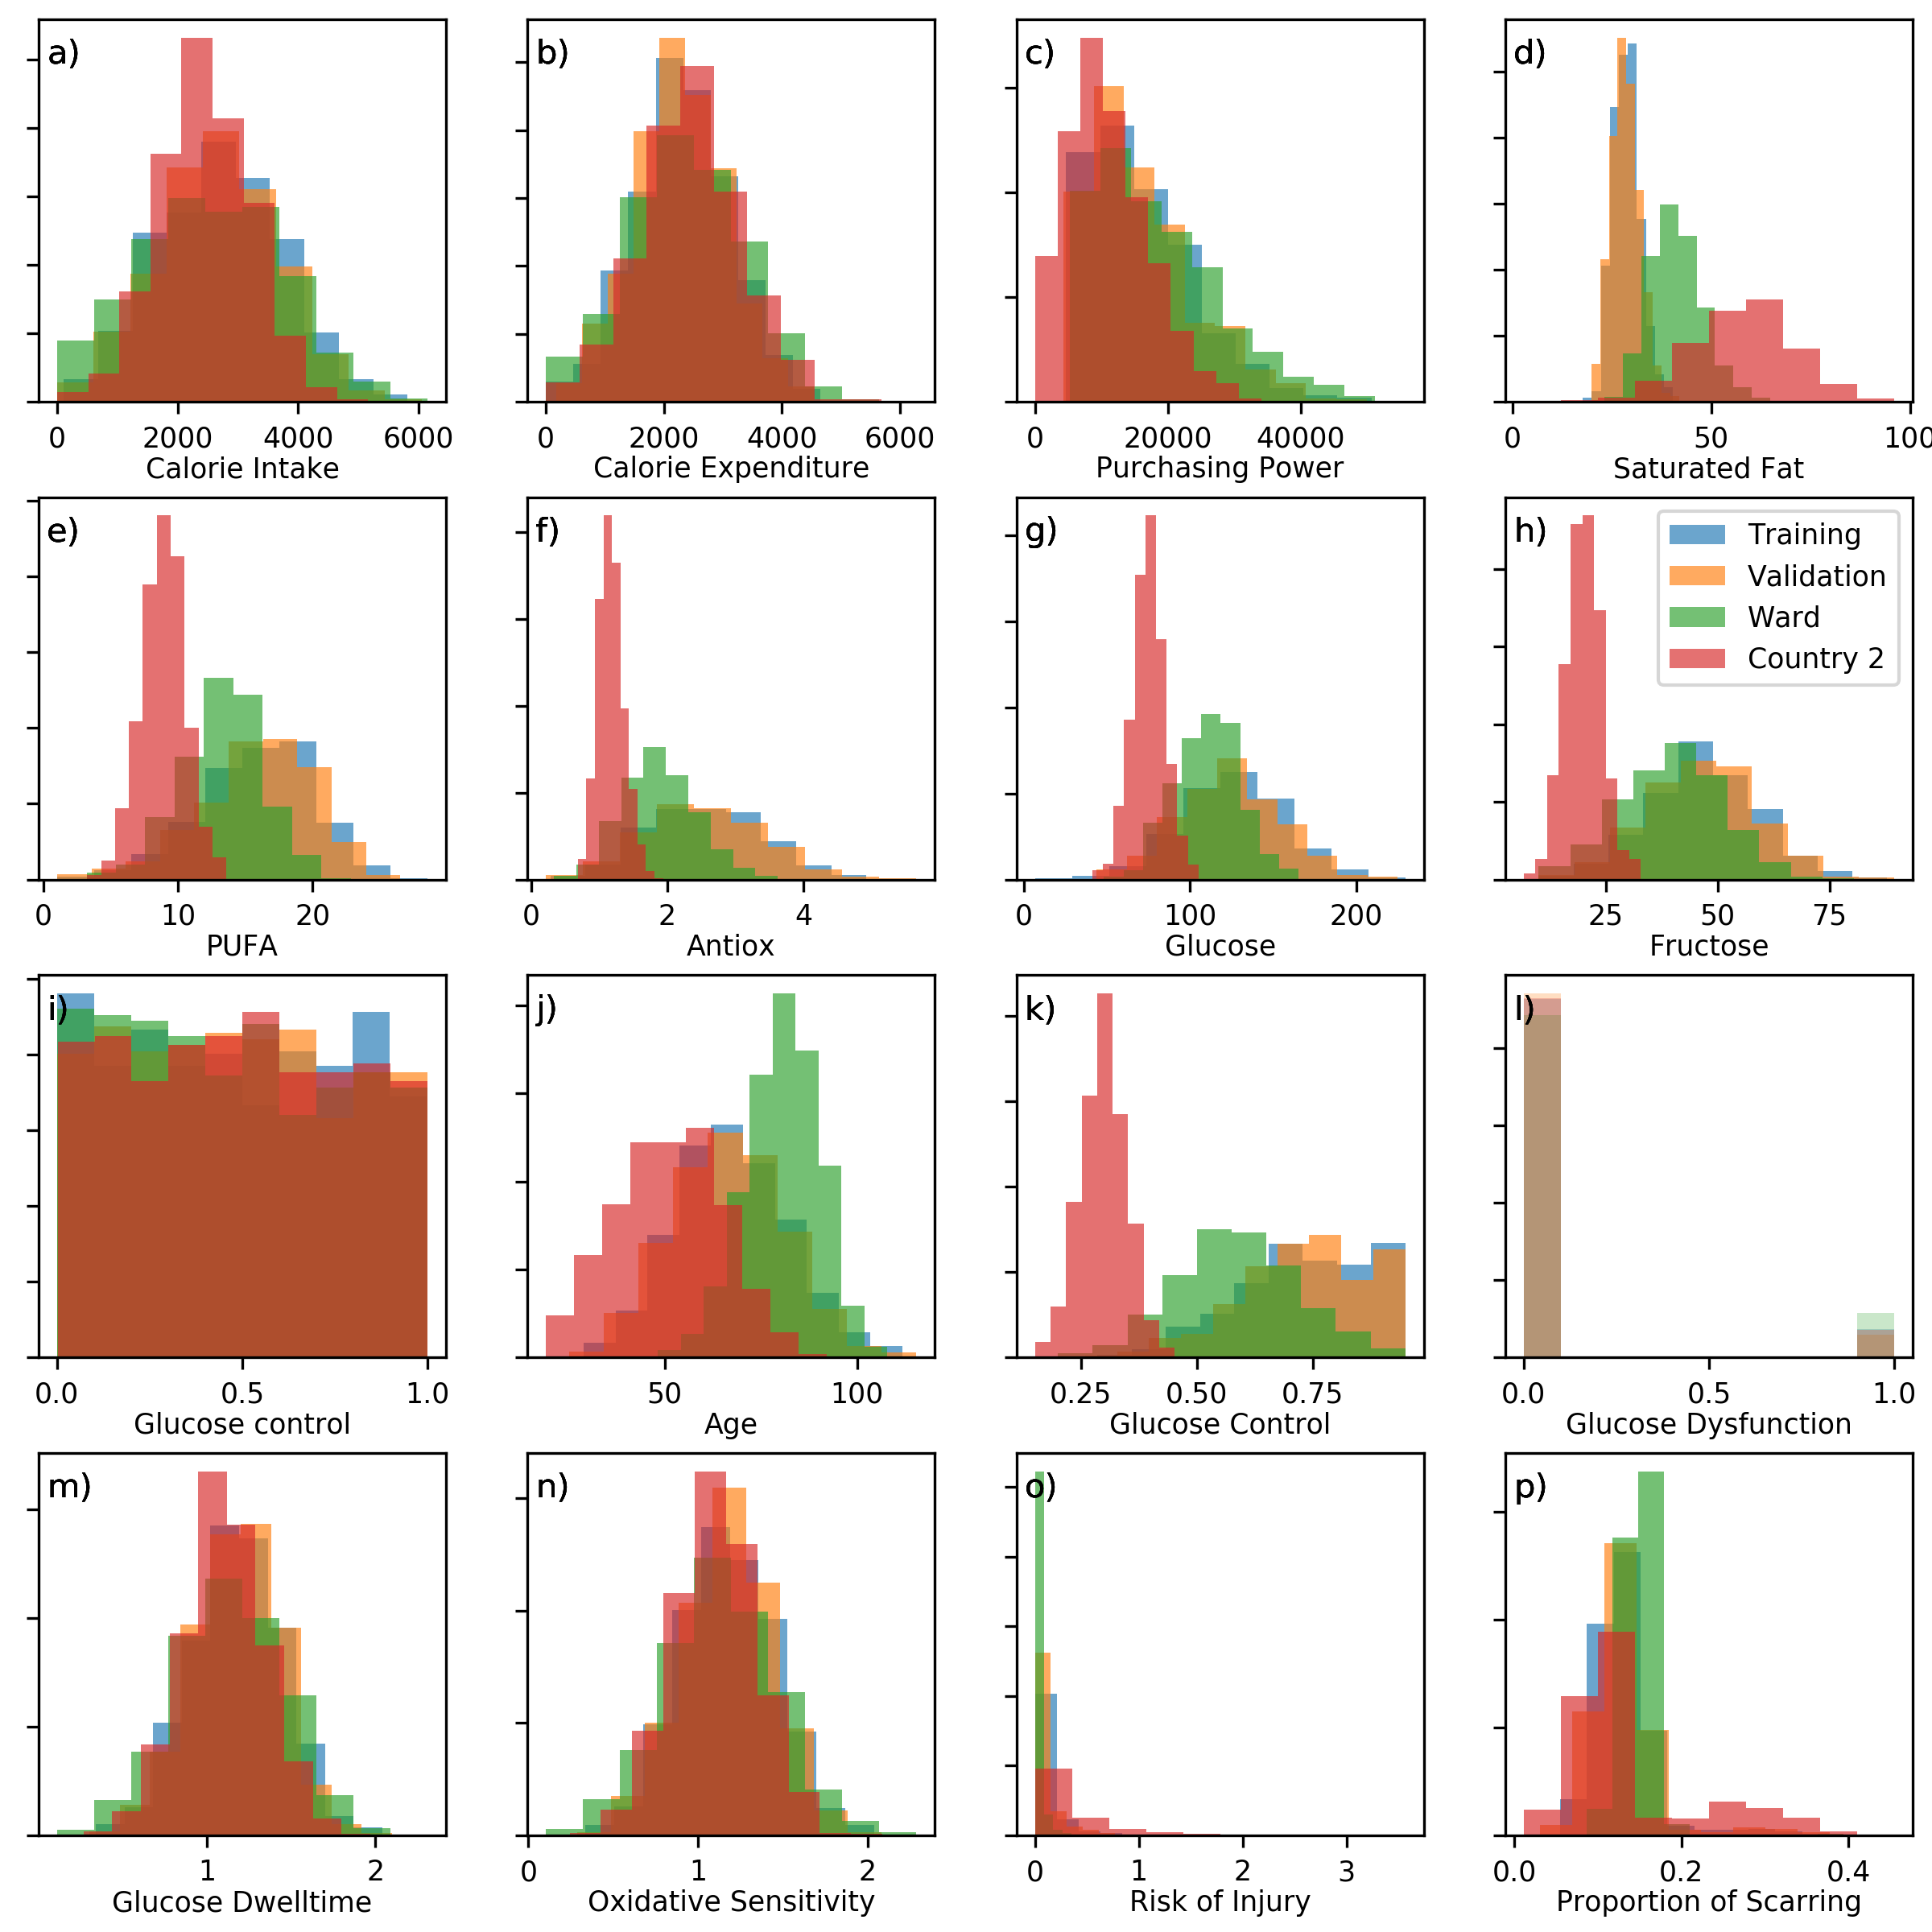 a) b) c) d)
0 2000 4000 6000 0 2000 4000 6000 0 20000 40000 0 50 100
Calorie Intake Calorie Expenditure Purchasing Power Saturated Fat
e) f) g) h)
Training
Validation
Ward
Country 2
0 10 20 0 2 4 0 100 200 25 50 75
PUFA Antiox Glucose Fructose
i) j) k) l)
0.0 0.5 1.0 50 100 0.25 0.50 0.75 0.0 0.5 1.0
Glucose control Age Glucose Control Glucose Dysfunction
m) n) o) p)
1 2 0 1 2 0 1 2 3 0.0 0.2 0.4
Glucose Dwelltime Oxidative Sensitivity Risk of Injury Proportion of Scarring